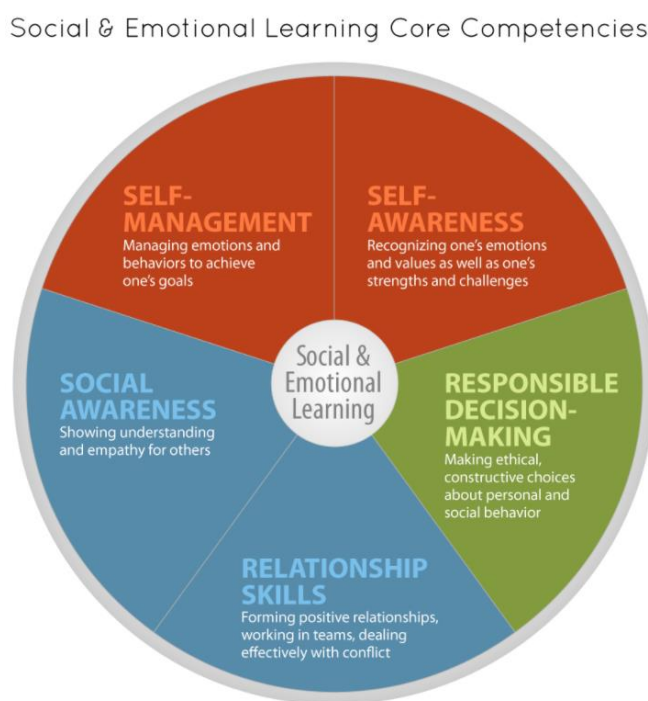 Social & Emotional Learning Core Competencies
SELF-
MANAGEMENT
Managing emotions and
behaviors to achieve
one's goals
SELF-
AWARENESS
Recognizing one's emotions
and values as well as one's
strengths and challenges
SOCIAL
AWARENESS
Showing understanding
and empathy for others
Social &
Emotional
Learning
RESPONSIBLE
DECISION-
MAKING
Making ethical,
constructive choices
about personal and
social behavior
RELATIONSHIP
SKILLS
Forming positive relationships,
working in teams, dealing
effectively with conflict